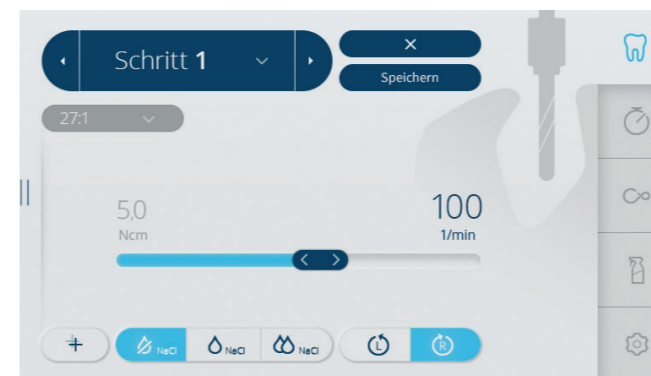 Schritt 1
Speichern
27:1
5,0
Ncm
100
1/min
NaCl
NaCl
NaCl
L
R